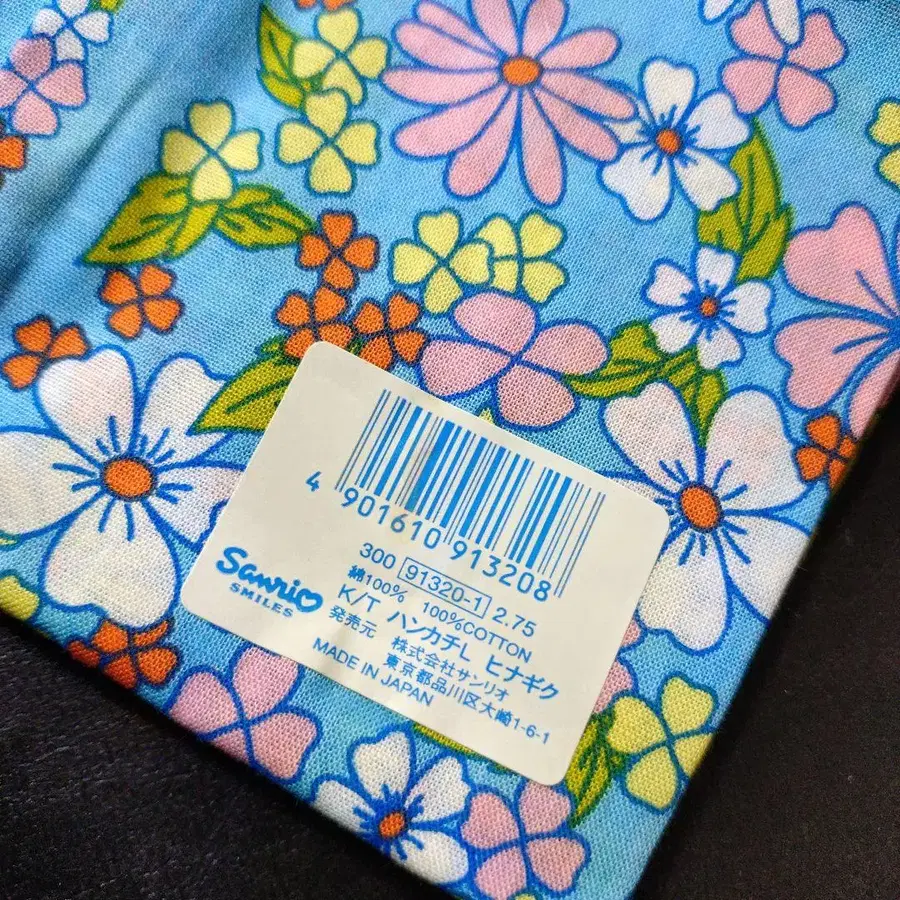 4 901610 913208
300 91320-1 2.75
綿100% 100%COTTON
K/T ハンカチL ヒナギク
発売元 株式会社サンリオ
東京都品川区大崎1-6-1
MADE IN JAPAN
Sanrio
SMILES